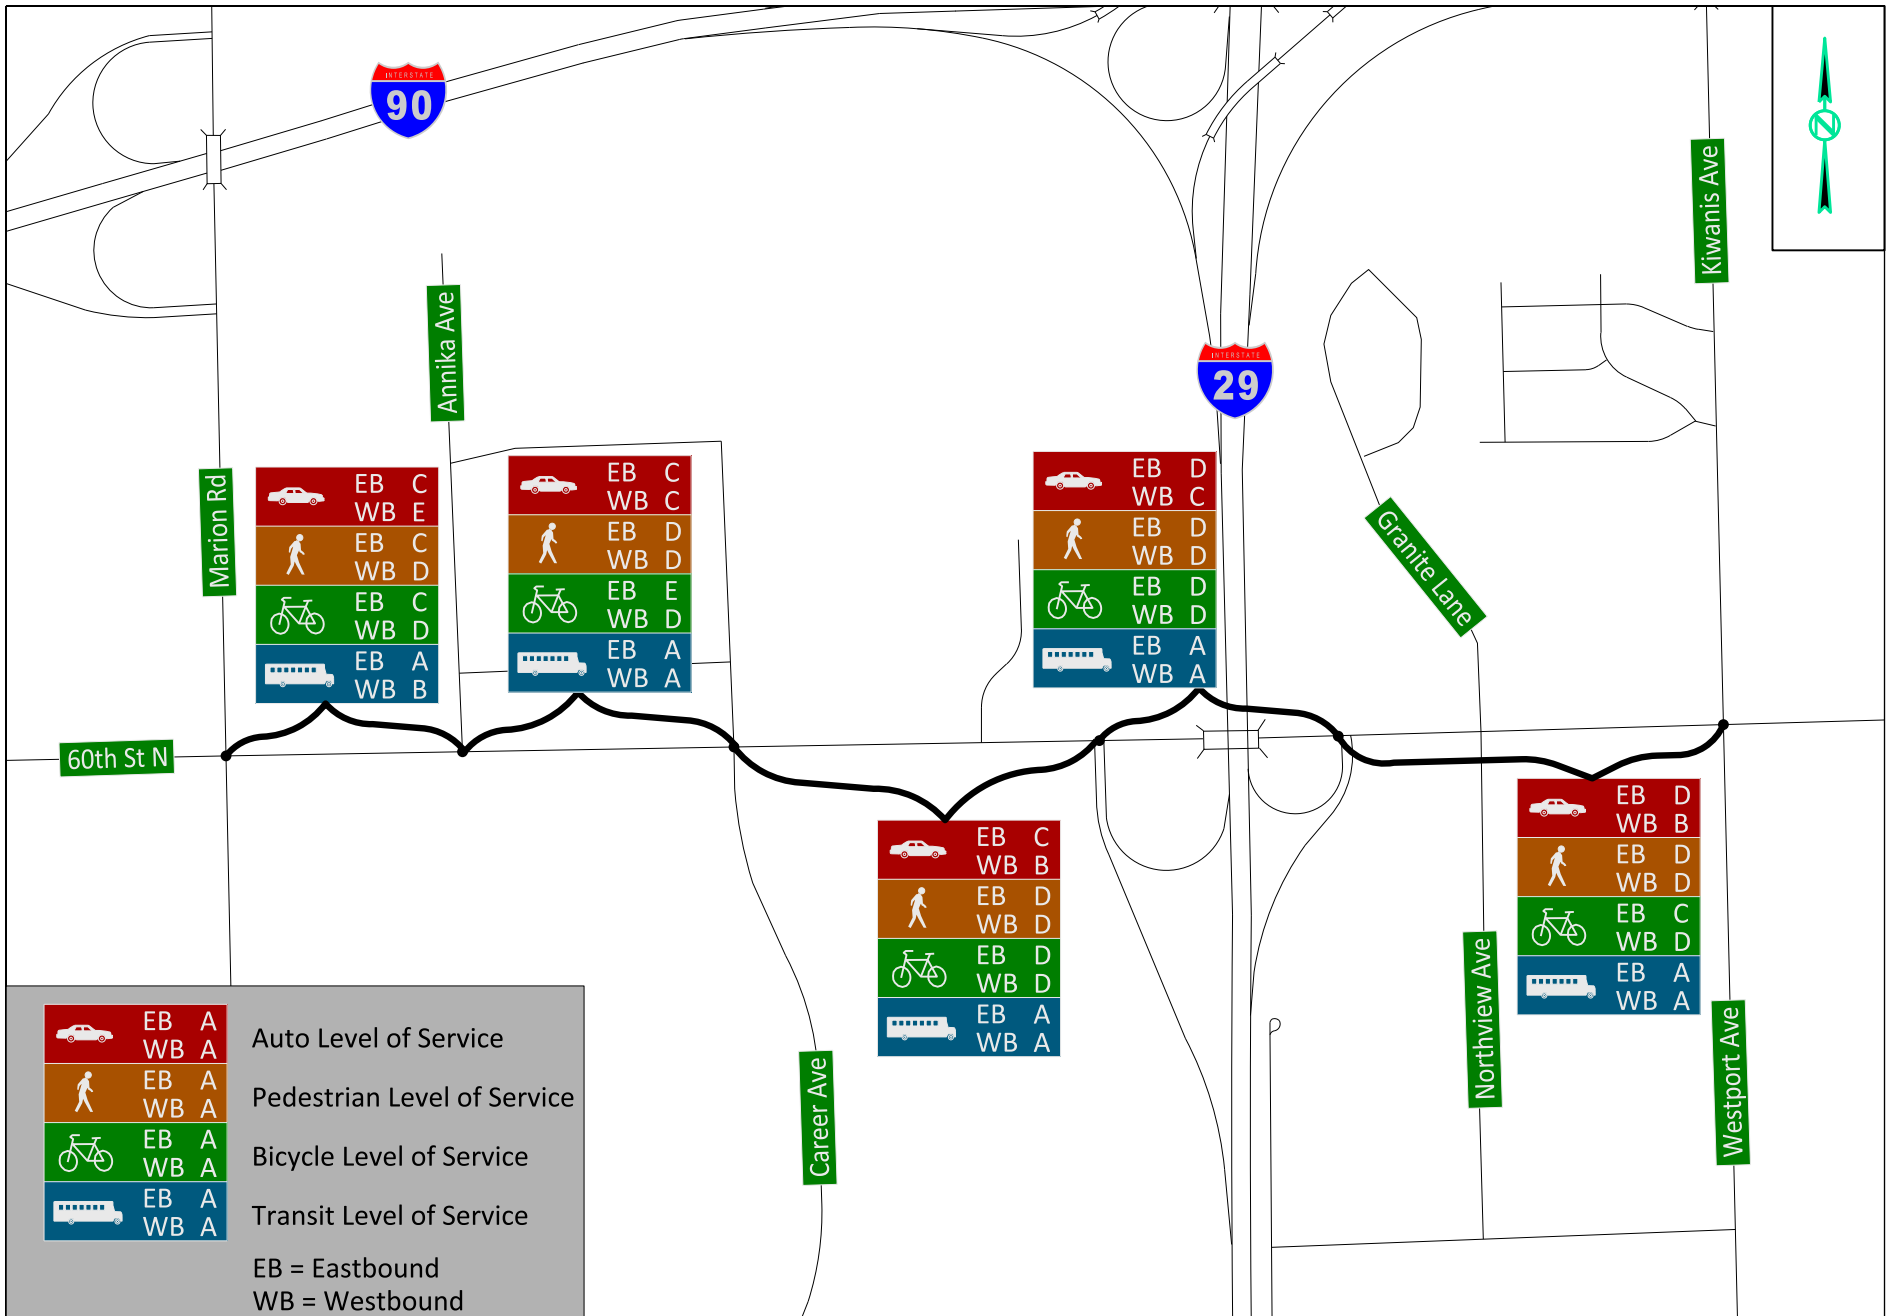 INTERSTATE
90
N
Kiwanis Ave
Annika Ave
INTERSTATE
29
Marion Rd
EB C
WB E
EB C
WB D
EB C
WB D
EB A
WB B
EB C
WB C
EB D
WB D
EB E
WB D
EB A
WB A
EB D
WB C
EB D
WB D
EB D
WB D
EB A
WB A
Granite Lane
60th St N
EB C
WB B
EB D
WB D
EB D
WB D
EB A
WB A
EB D
WB B
EB D
WB D
EB C
WB D
EB A
WB A
Northview Ave
Westport Ave
Career Ave
EB A
WB A
Auto Level of Service
EB A
WB A
Pedestrian Level of Service
EB A
WB A
Bicycle Level of Service
EB A
WB A
Transit Level of Service
EB = Eastbound
WB = Westbound